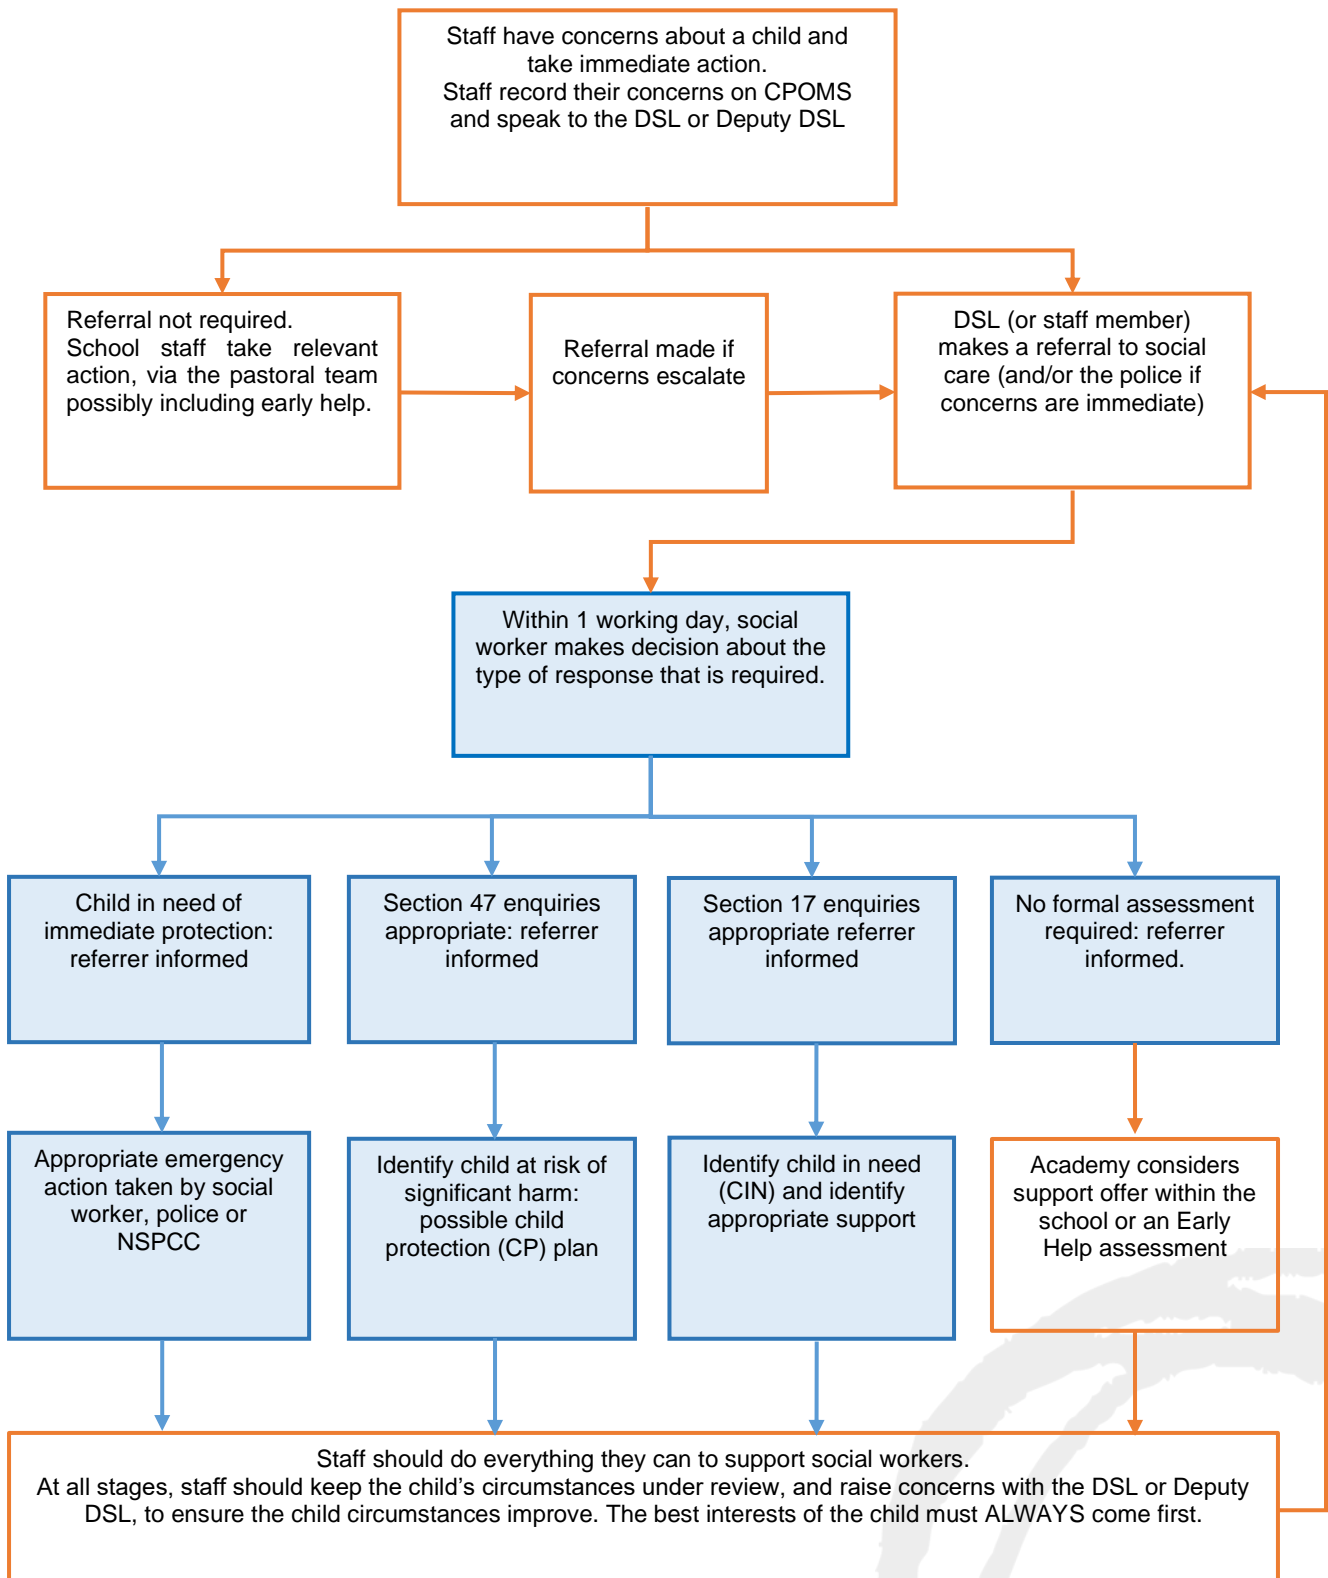 Staff have concerns about a child and
take immediate action.
Staff record their concerns on CPOMS
and speak to the DSL or Deputy DSL
Referral not required.
School staff take relevant
action, via the pastoral team
possibly including early help.
Referral made if
concerns escalate
DSL (or staff member)
makes a referral to social
care (and/or the police if
concerns are immediate)
Within 1 working day, social
worker makes decision about the
type of response that is required.
Child in need of
immediate protection:
referrer informed
Section 47 enquiries
appropriate: referrer
informed
Section 17 enquiries
appropriate referrer
informed
No formal assessment
required: referrer
informed.
Appropriate emergency
action taken by social
worker, police or
NSPCC
Identify child at risk of
significant harm:
possible child
protection (CP) plan
Identify child in need
(CIN) and identify
appropriate support
Academy considers
support offer within the
school or an Early
Help assessment
Staff should do everything they can to support social workers.
At all stages, staff should keep the child’s circumstances under review, and raise concerns with the DSL or Deputy
DSL, to ensure the child circumstances improve. The best interests of the child must ALWAYS come first.